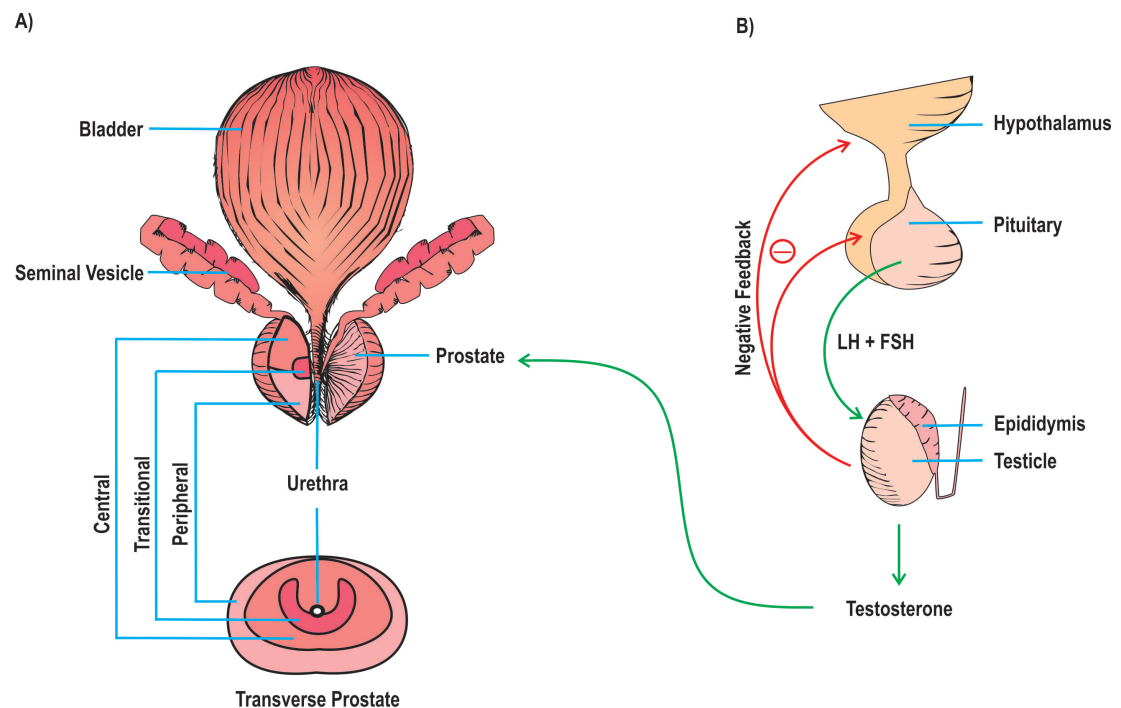 A)
Bladder
Seminal Vesicle
Prostate
Central
Transitional
Peripheral
Urethra
Transverse Prostate
B)
Hypothalamus
Pituitary
Negative Feedback
LH + FSH
Epididymis
Testicle
Testosterone